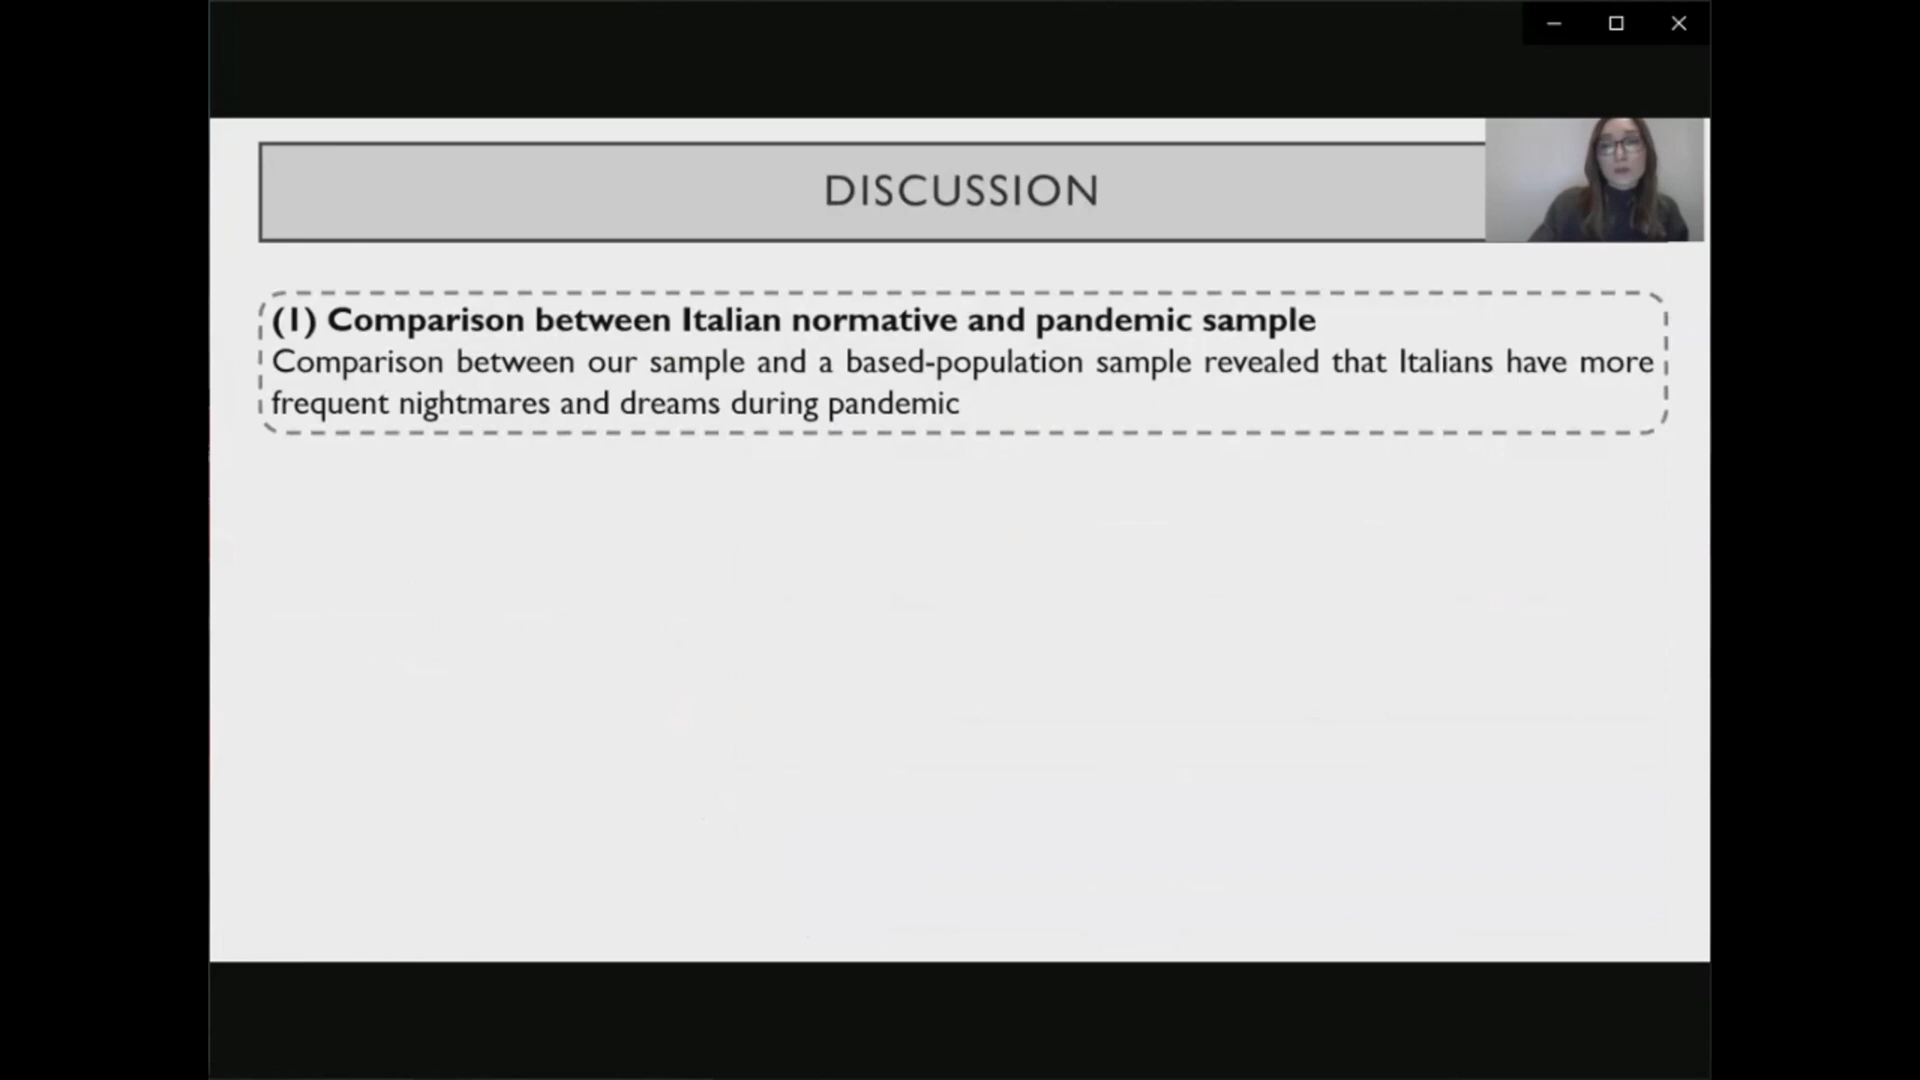 DISCUSSION
(1) Comparison between Italian normative and pandemic sample
Comparison between our sample and a based-population sample revealed that Italians have more
frequent nightmares and dreams during pandemic